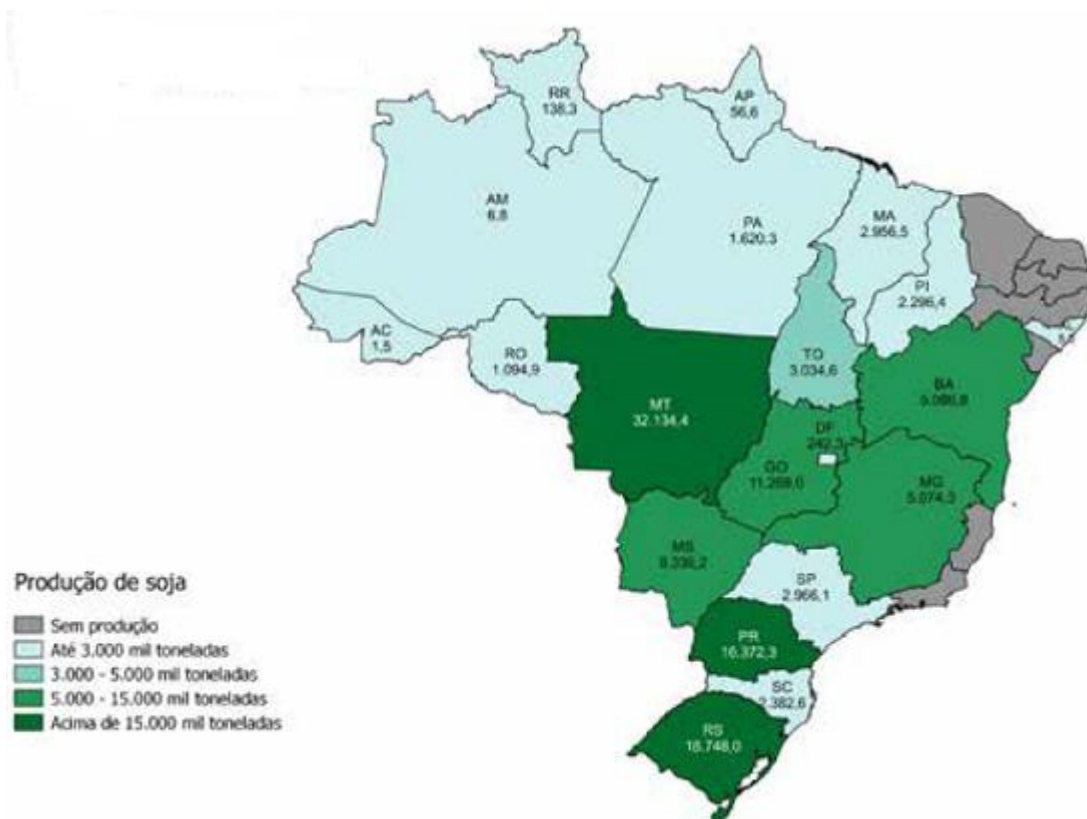 RR
138,3
AP
56,6
AM
6,8
PA
1.620,3
MA
2.956,5
PI
2.296,4
AC
1,5
RO
1.094,9
TO
3.034,6
MT
32.134,4
BA
DF
242,3
GO
11.269,0
MG
5.074,3
MS
SP
2.966,1
PR
16.372,3
SC
2.382,6
RS
18.748,0
Produção de soja
Sem produção
Até 3.000 mil toneladas
3.000 - 5.000 mil toneladas
5.000 - 15.000 mil toneladas
Acima de 15.000 mil toneladas